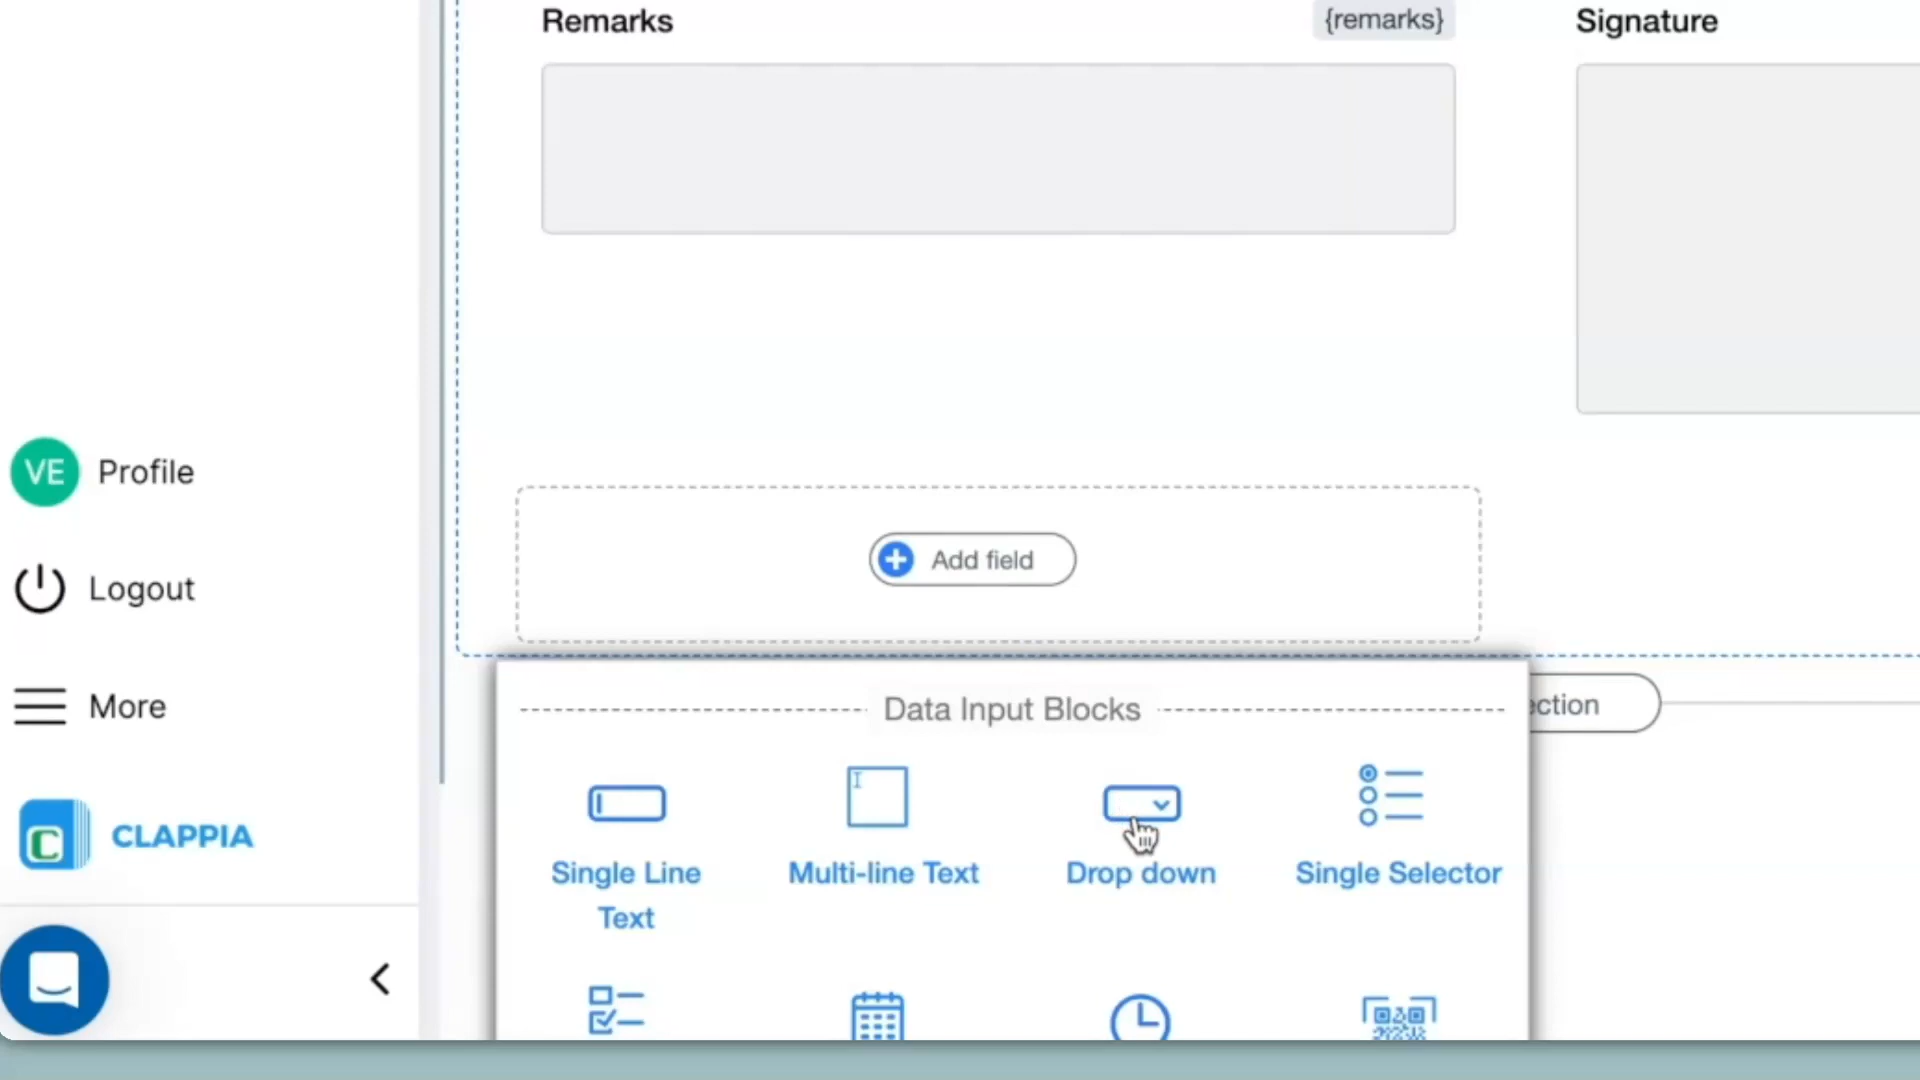 Remarks
{remarks}
Signature
VE
Profile
Add field
Logout
Data Input Blocks
ection
More
C
CLAPPIA
Single Line
Text
Multi-line Text
Drop down
Single Selector